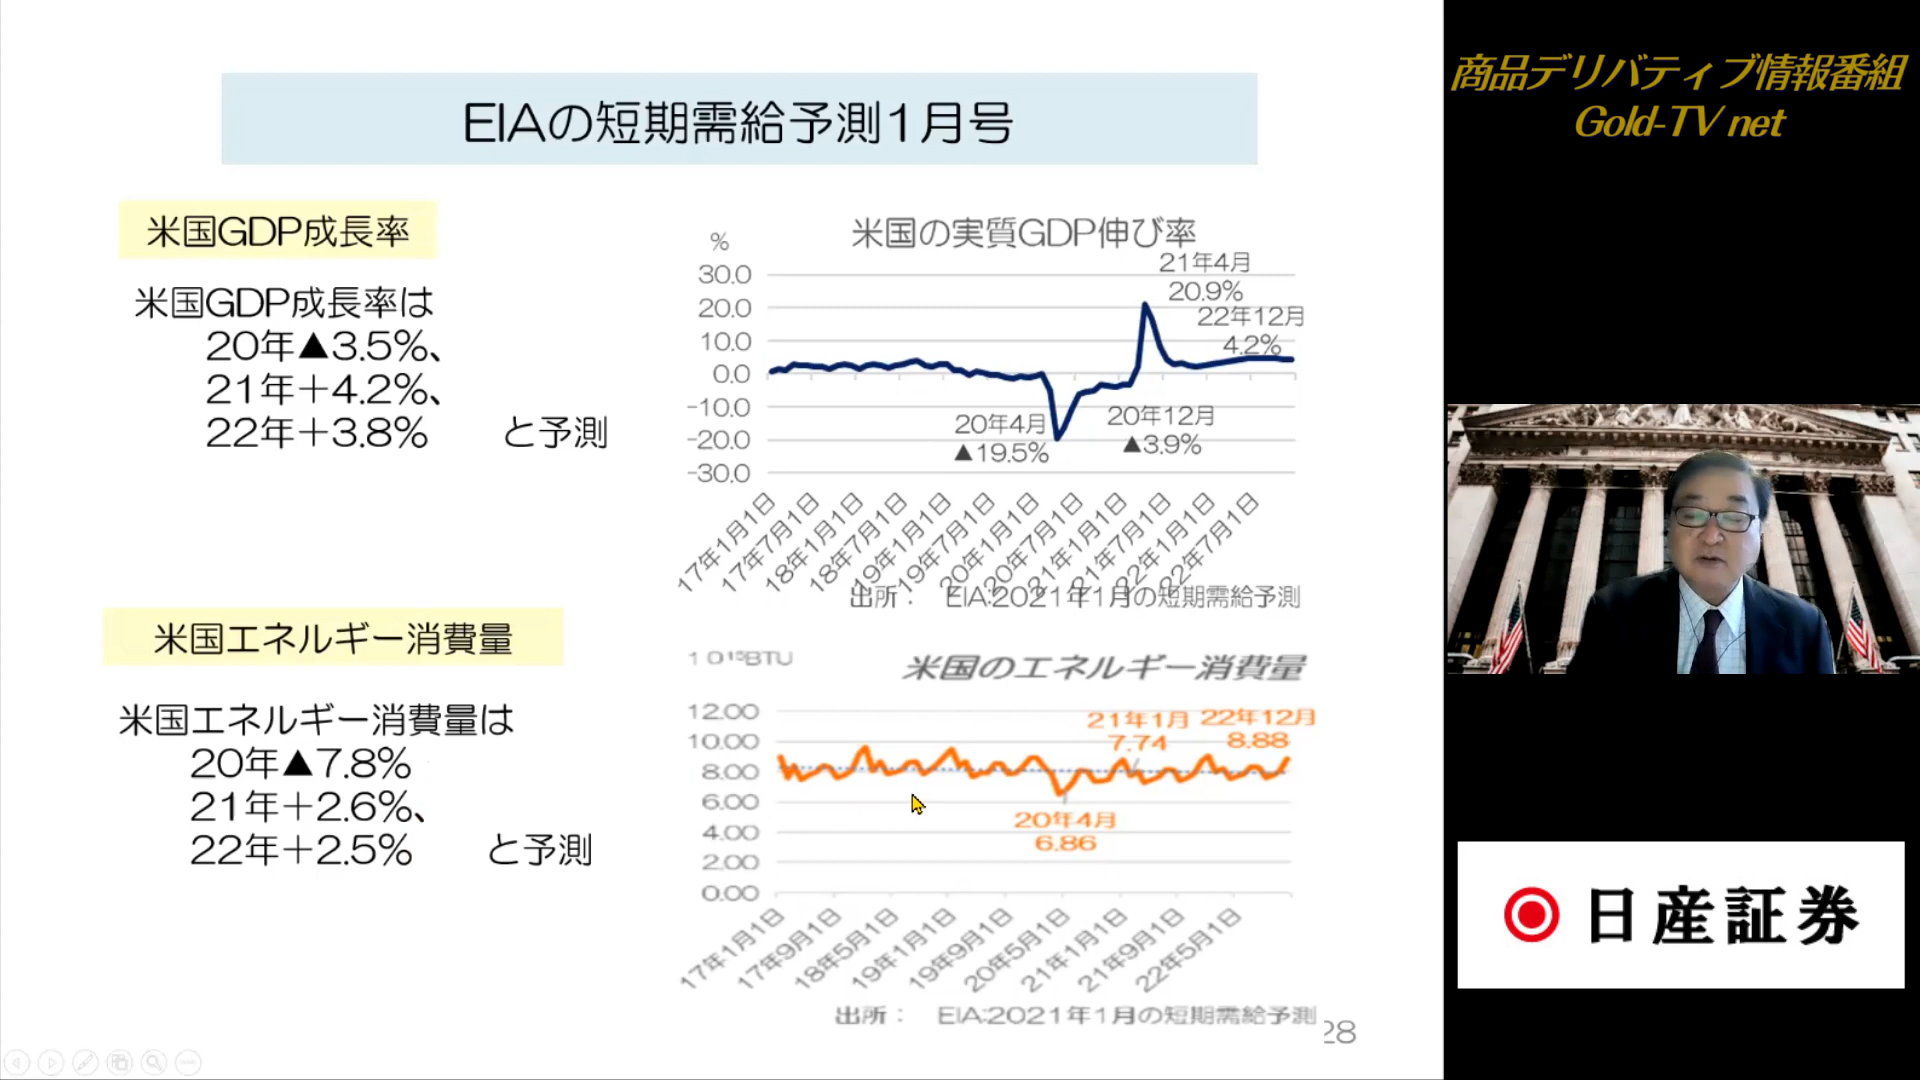 EIAの短期需給予測1月号
米国GDP成長率
米国GDP成長率は
20年▲3.5%、
21年＋4.2%、
22年＋3.8% と予測
米国の実質GDP伸び率
%
30.0
20.0
10.0
0.0
-10.0
-20.0
-30.0
21年4月
20.9%
22年12月
4.2%
20年4月
▲19.5%
20年12月
▲3.9%
17年1月1日
17年7月1日
18年1月1日
18年7月1日
19年1月1日
19年7月1日
20年1月1日
20年7月1日
21年1月1日
21年7月1日
22年1月1日
22年7月1日
出所： EIA:2021年1月の短期需給予測
米国エネルギー消費量
米国エネルギー消費量は
20年▲7.8%
21年＋2.6%、
22年＋2.5% と予測
10¹⁵BTU
米国のエネルギー消費量
12.00
10.00
8.00
6.00
4.00
2.00
0.00
21年1月
7.74
22年12月
8.88
20年4月
6.86
17年1月1日
17年9月1日
18年5月1日
19年1月1日
19年9月1日
20年5月1日
21年1月1日
21年9月1日
22年5月1日
出所： EIA:2021年1月の短期需給予測
28
商品デリバティブ情報番組
Gold-TV net
日産証券